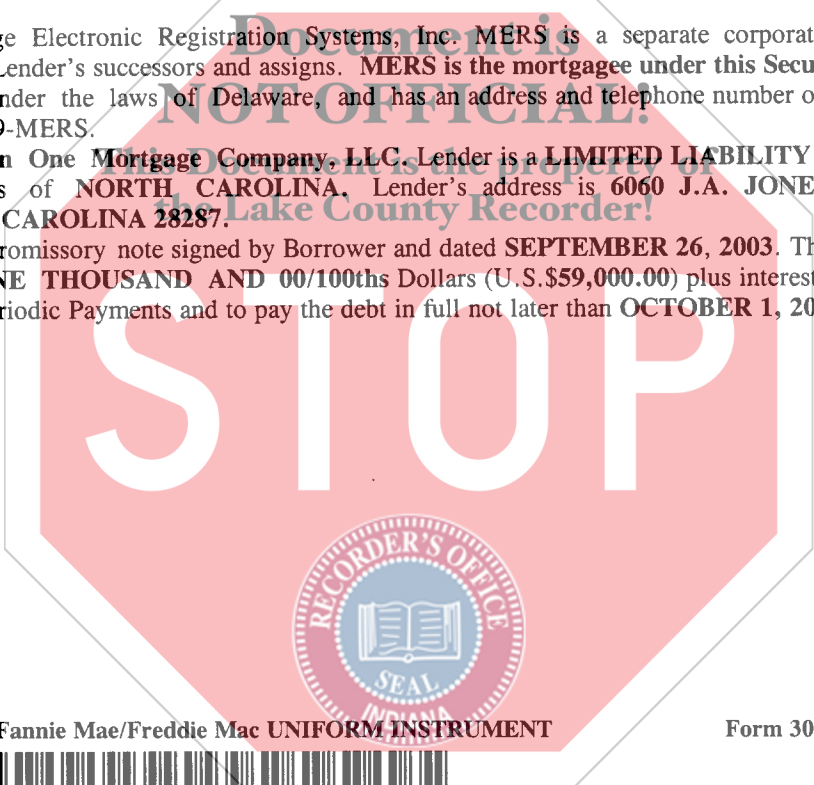 ge Electronic Registration Systems, Inc. MERS is a separate corporat
Lender's successors and assigns. MERS is the mortgagee under this Secu
nder the laws of Delaware, and has an address and telephone number o
9-MERS.
n One Mortgage Company, LLC. Lender is a LIMITED LIABILITY
s of NORTH CAROLINA. Lender's address is 6060 J.A. JONE
CAROLINA 28287.
romissory note signed by Borrower and dated SEPTEMBER 26, 2003. Th
NE THOUSAND AND 00/100ths Dollars (U.S.$59,000.00) plus interest
riodic Payments and to pay the debt in full not later than OCTOBER 1, 20
Document is
NOT OFFICIAL!
This Document is the property of
the Lake County Recorder!
STOP
RECORDER'S OFFICE
SEAL
INDIANA
Fannie Mae/Freddie Mac UNIFORM INSTRUMENT Form 30